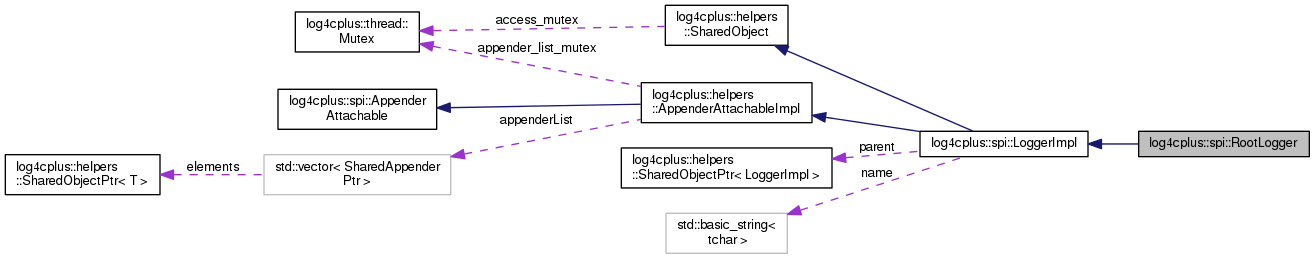 log4cplus::thread::
Mutex
access_mutex
log4cplus::helpers
::SharedObject
appender_list_mutex
log4cplus::spi::Appender
Attachable
log4cplus::helpers
::AppenderAttachableImpl
appenderList
log4cplus::spi::LoggerImpl
log4cplus::spi::RootLogger
log4cplus::helpers
::SharedObjectPtr< T >
elements
std::vector< SharedAppender
Ptr >
log4cplus::helpers
::SharedObjectPtr< LoggerImpl >
parent
name
std::basic_string<
tchar >